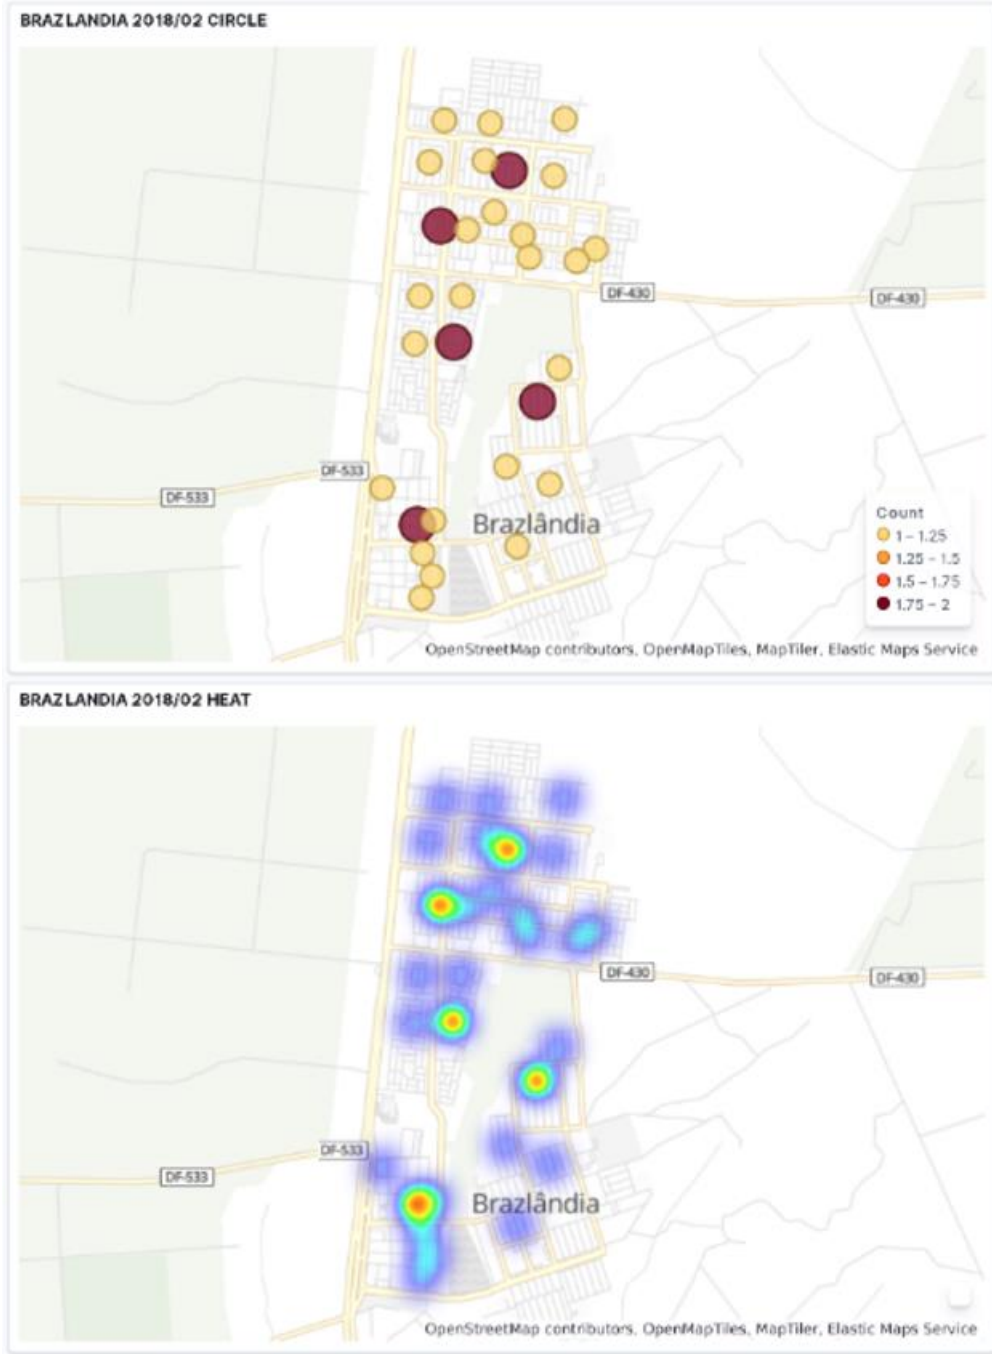 BRAZLANDIA 2018/02 CIRCLE
DF-430
DF-430
DF-533
DF-533
Brazlândia
Count
1 – 1.25
1.25 – 1.5
1.5 – 1.75
1.75 – 2
OpenStreetMap contributors, OpenMapTiles, MapTiler, Elastic Maps Service
BRAZLANDIA 2018/02 HEAT
DF-430
DF-430
DF-533
DF-533
Brazlândia
OpenStreetMap contributors, OpenMapTiles, MapTiler, Elastic Maps Service